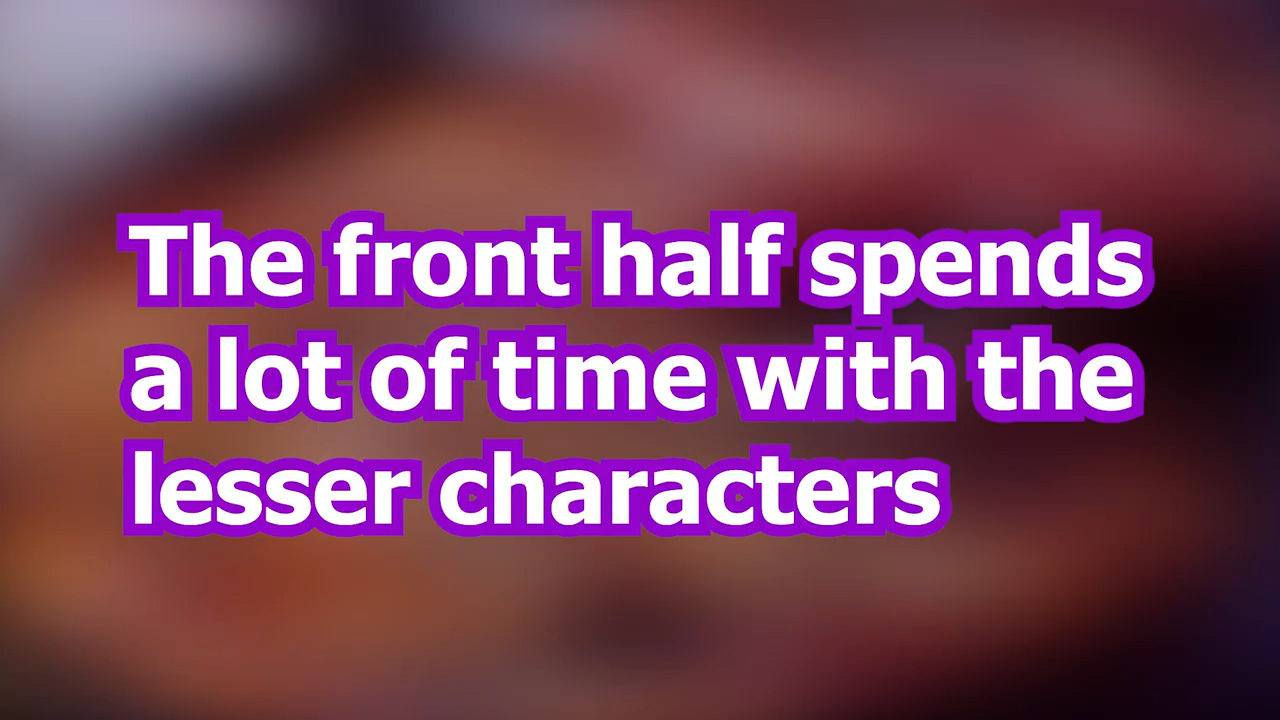 The front half spends
a lot of time with the
lesser characters